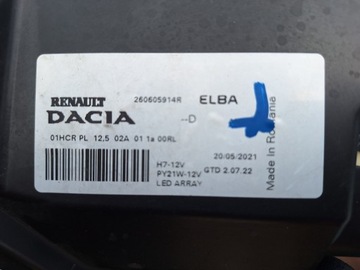 RENAULT 260605914R ELBA
DACIA --D
01HCR PL 12,5 02A 01 1a 00RL
H7-12V 20/05/2021
PY21W-12V GTD 2.07.22
LED ARRAY
Made in Romania